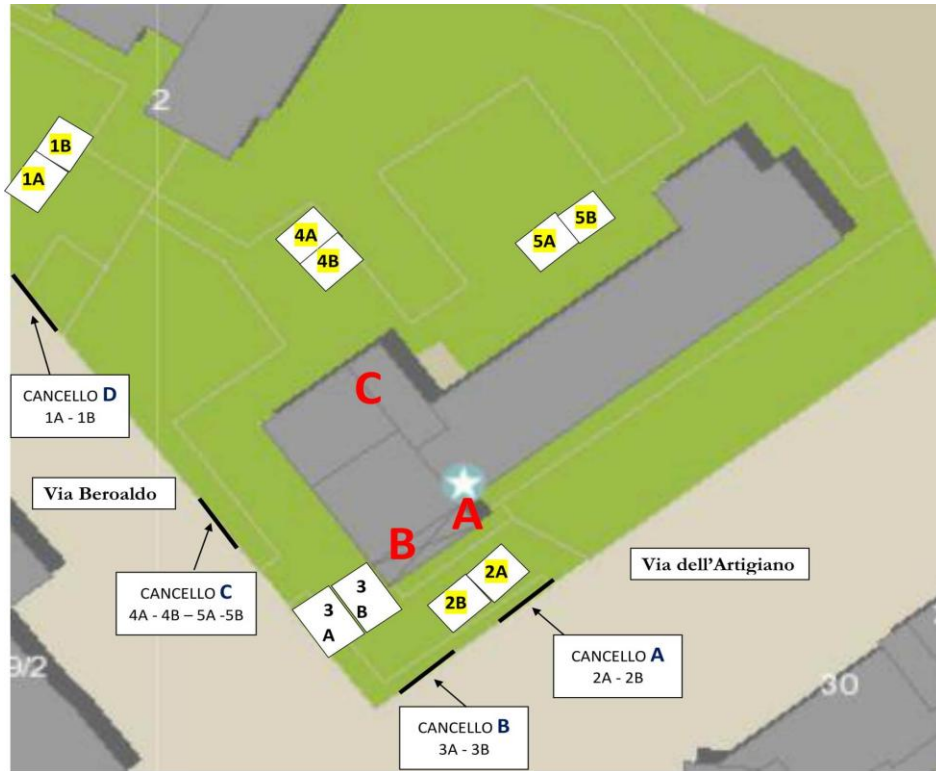 2
1B
1A
4A
4B
5B
5A
CANCELLO D
1A - 1B
C
Via Beroaldo
A
B
CANCELLO C
4A - 4B – 5A -5B
3
A
3
B
2A
2B
Via dell'Artigiano
CANCELLO A
2A - 2B
9/2
30
CANCELLO B
3A - 3B